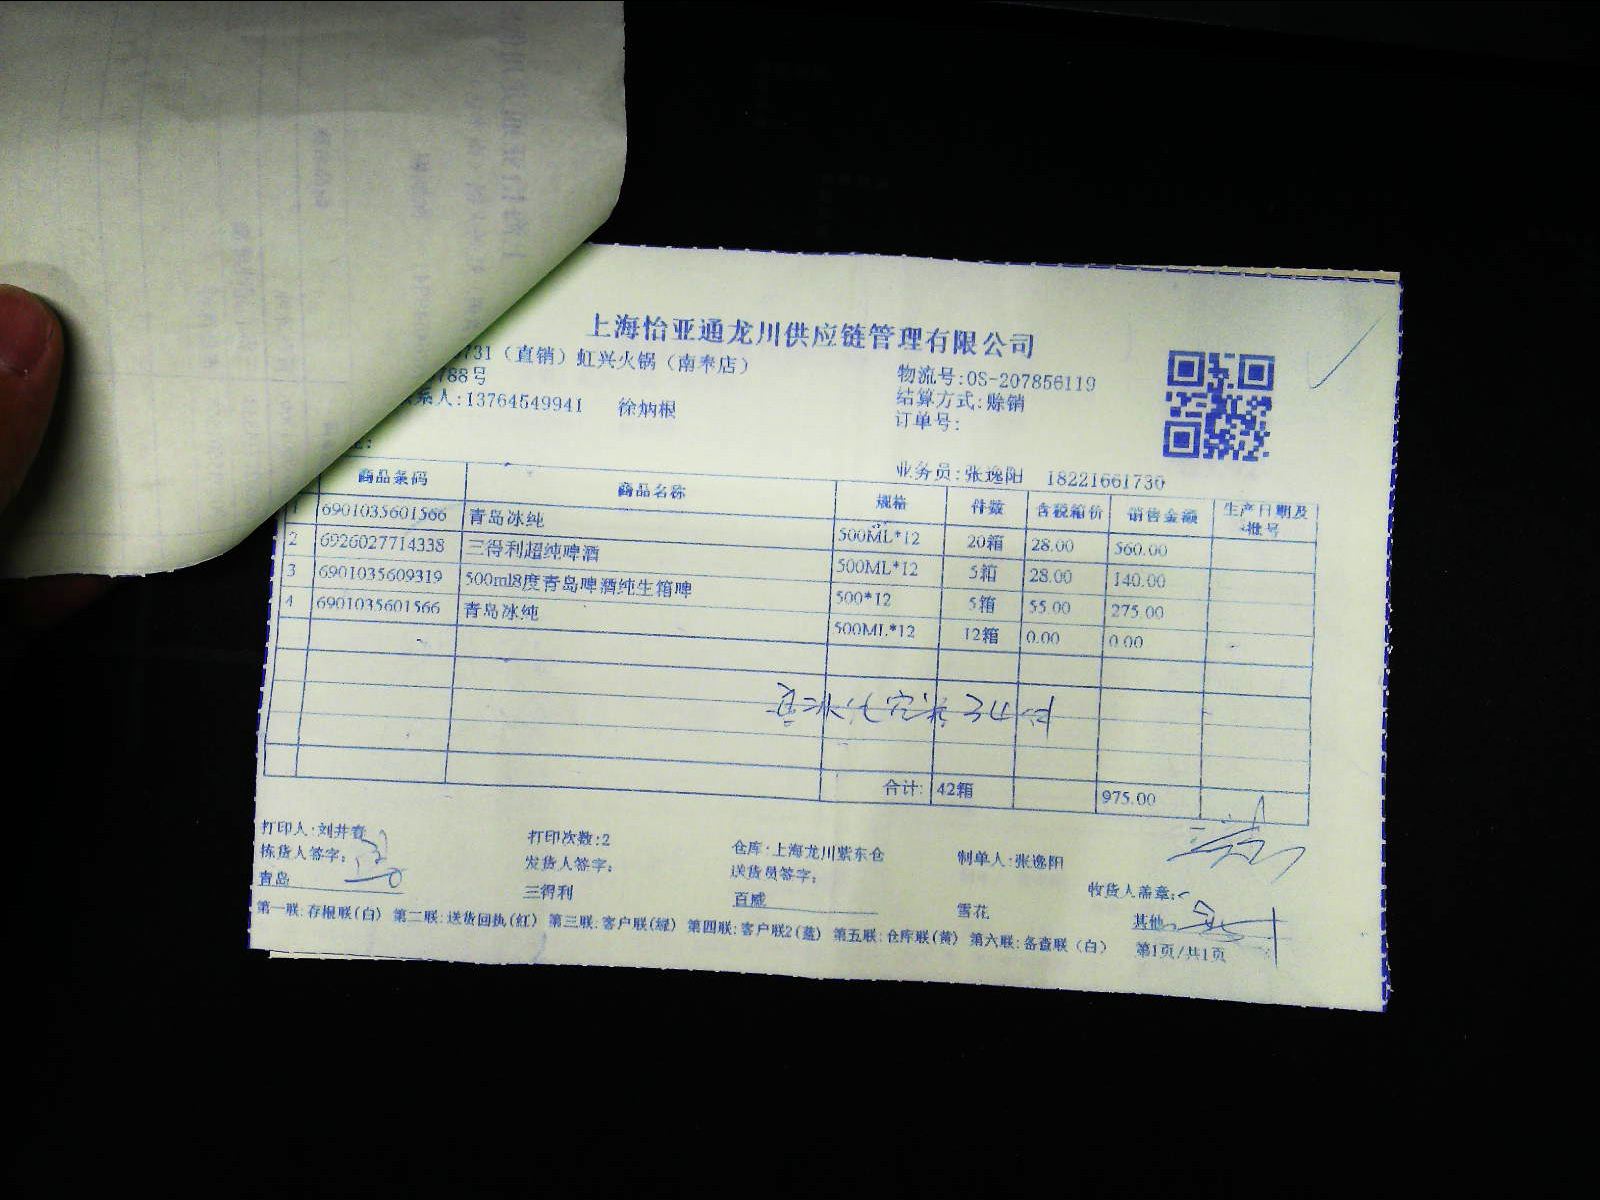 上海怡亚通龙川供应链管理有限公司
731（直销）虹兴火锅（南奉店）
物流号:OS-207856119
788号
结算方式:赊销
系人:13764549941 徐炳根
订单号:
业务员:张逸阳 18221661730
商品条码 商品名称 规格 件数 含税箱价 销售金额 生产日期及批号
1 6901035601566 青岛冰纯 500ML*12 20箱 28.00 560.00
2 6926027714338 三得利超纯啤酒 500ML*12 5箱 28.00 140.00
3 6901035609319 500ml8度青岛啤酒纯生箱啤 500*12 5箱 55.00 275.00
4 6901035601566 青岛冰纯 500ML*12 12箱 0.00 0.00
合计: 42箱 975.00
打印人:刘井春 打印次数:2 仓库:上海龙川紫东仓 制单人:张逸阳
拣货人签字: 发货人签字: 送货员签字: 收货人盖章:
青岛 三得利 百威 雪花 其他
第一联:存根联(白) 第二联:送货回执(红) 第三联:客户联(绿) 第四联:客户联2(蓝) 第五联:仓库联(黄) 第六联:备查联（白） 第1页/共1页